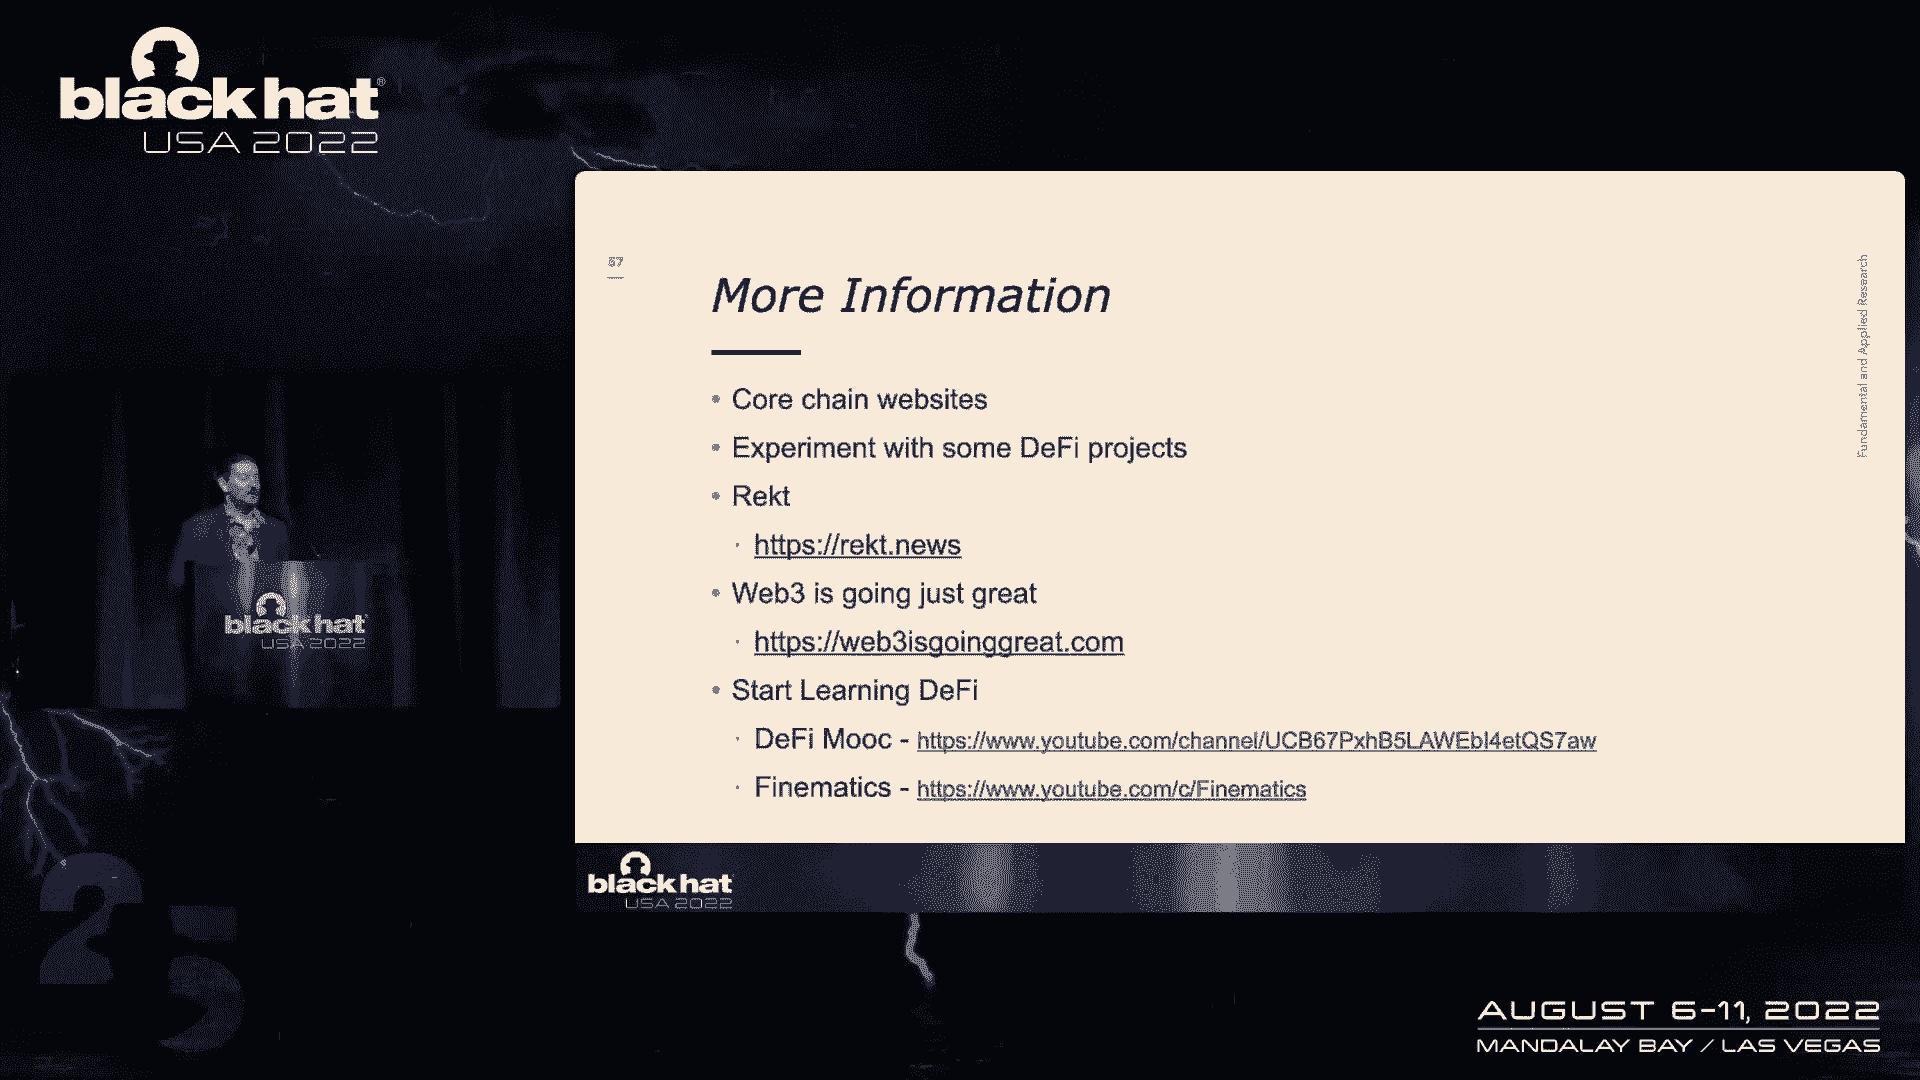 black hat®
USA 2022
57
More Information
Fundamental and Applied Research
• Core chain websites
• Experiment with some DeFi projects
• Rekt
· https://rekt.news
• Web3 is going just great
· https://web3isgoinggreat.com
• Start Learning DeFi
· DeFi Mooc - https://www.youtube.com/channel/UCB67PxhB5LAWEbI4etQS7aw
· Finematics - https://www.youtube.com/c/Finematics
black hat
USA 2022
black hat
USA 2022
25
AUGUST 6-11, 2022
MANDALAY BAY / LAS VEGAS